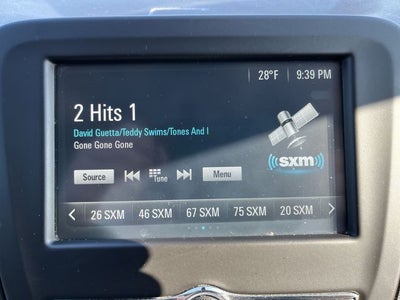 28°F 9:39 PM
2 Hits 1
David Guetta/Teddy Swims/Tones And I
Gone Gone Gone
sxm
Source Tune Menu
26 SXM 46 SXM 67 SXM 75 SXM 20 SXM